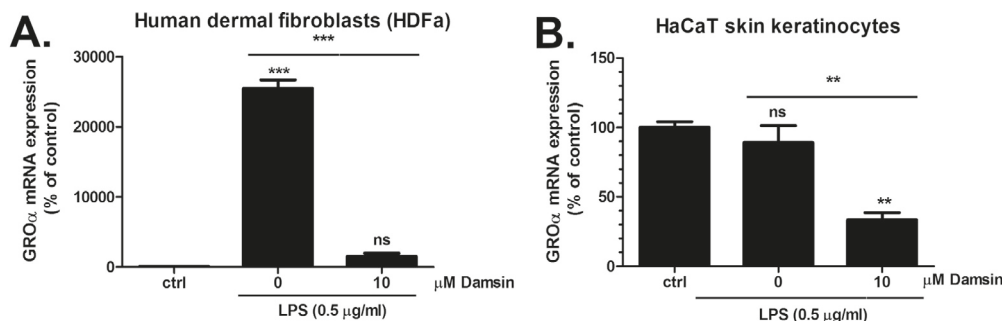 A.
Human dermal fibroblasts (HDFa)
GROα mRNA expression
(% of control)
30000
20000
10000
0
***
***
ns
ctrl
0
10
μM Damsin
LPS (0.5 μg/ml)
B.
HaCaT skin keratinocytes
GROα mRNA expression
(% of control)
150
100
50
0
**
ns
**
ctrl
0
10
μM Damsin
LPS (0.5 μg/ml)